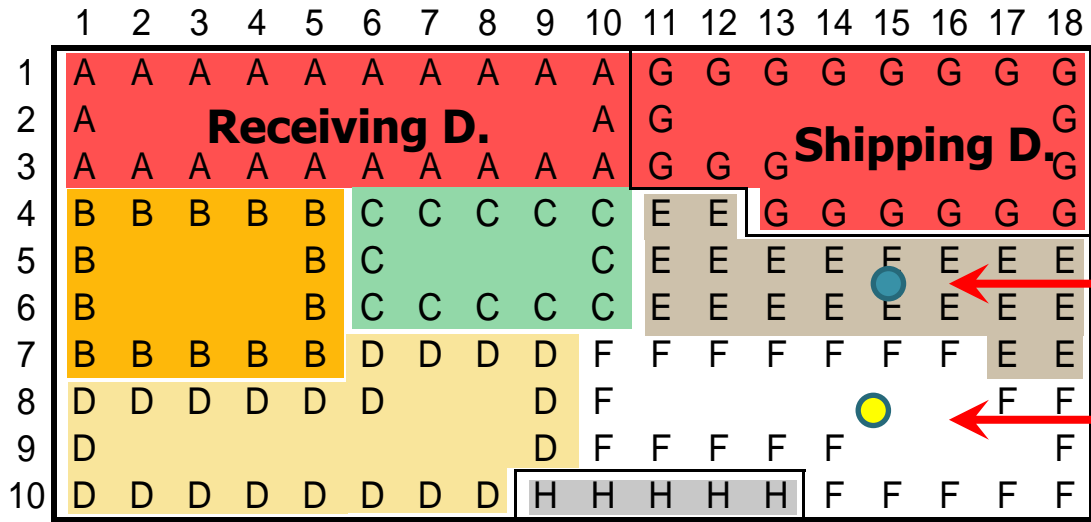 1 2 3 4 5 6 7 8 9 10 11 12 13 14 15 16 17 18
1 A A A A A A A A A A G G G G G G G G
2 A Receiving D. A G Shipping D. G
3 A A A A A A A A A A G G G G
4 B B B B B C C C C C E E G G G G G G
5 B B C C E E E E E E E E
6 B B C C C C C E E E E E E E E
7 B B B B B D D D D F F F F F F F E E
8 D D D D D D D F F F
9 D D F F F F F F
10 D D D D D D D D H H H H H F F F F F